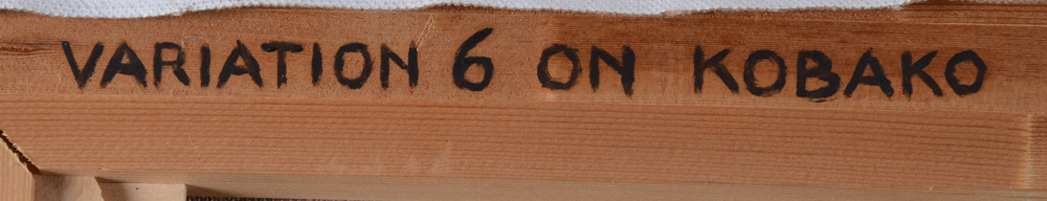 VARIATION 6 ON KOBAKO